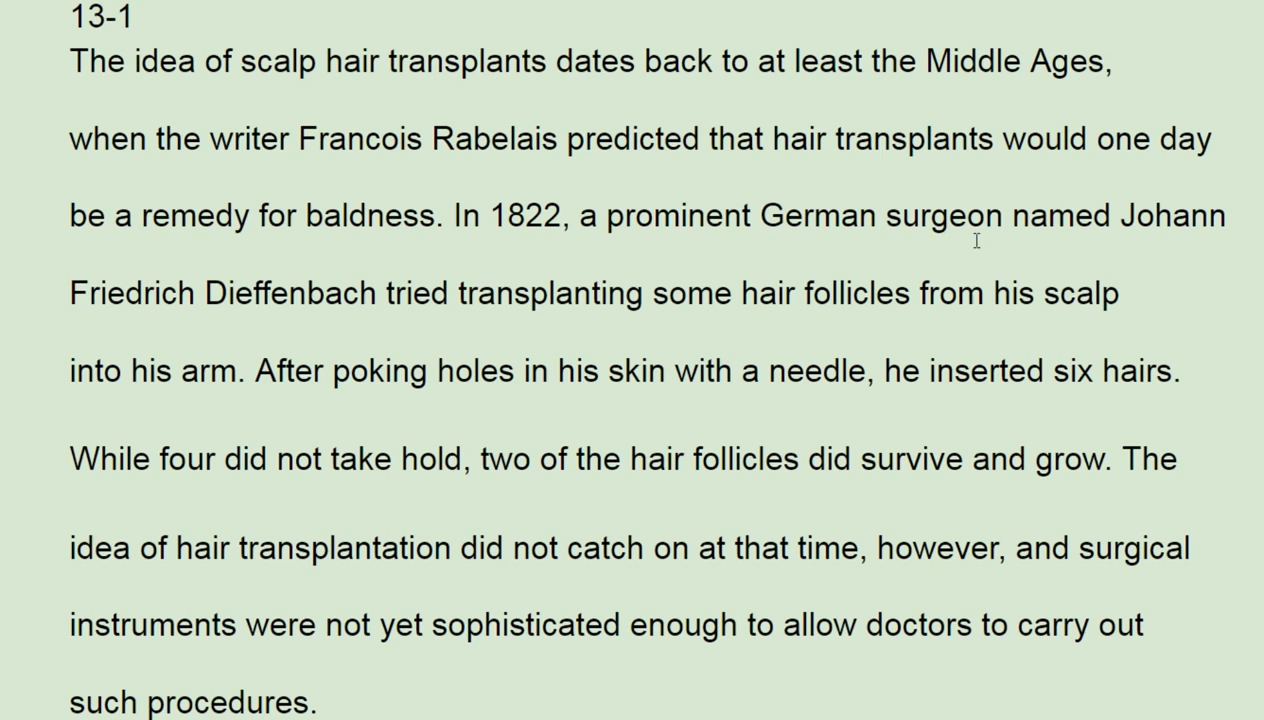 13-1
The idea of scalp hair transplants dates back to at least the Middle Ages,
when the writer Francois Rabelais predicted that hair transplants would one day
be a remedy for baldness. In 1822, a prominent German surgeon named Johann
Friedrich Dieffenbach tried transplanting some hair follicles from his scalp
into his arm. After poking holes in his skin with a needle, he inserted six hairs.
While four did not take hold, two of the hair follicles did survive and grow. The
idea of hair transplantation did not catch on at that time, however, and surgical
instruments were not yet sophisticated enough to allow doctors to carry out
such procedures.